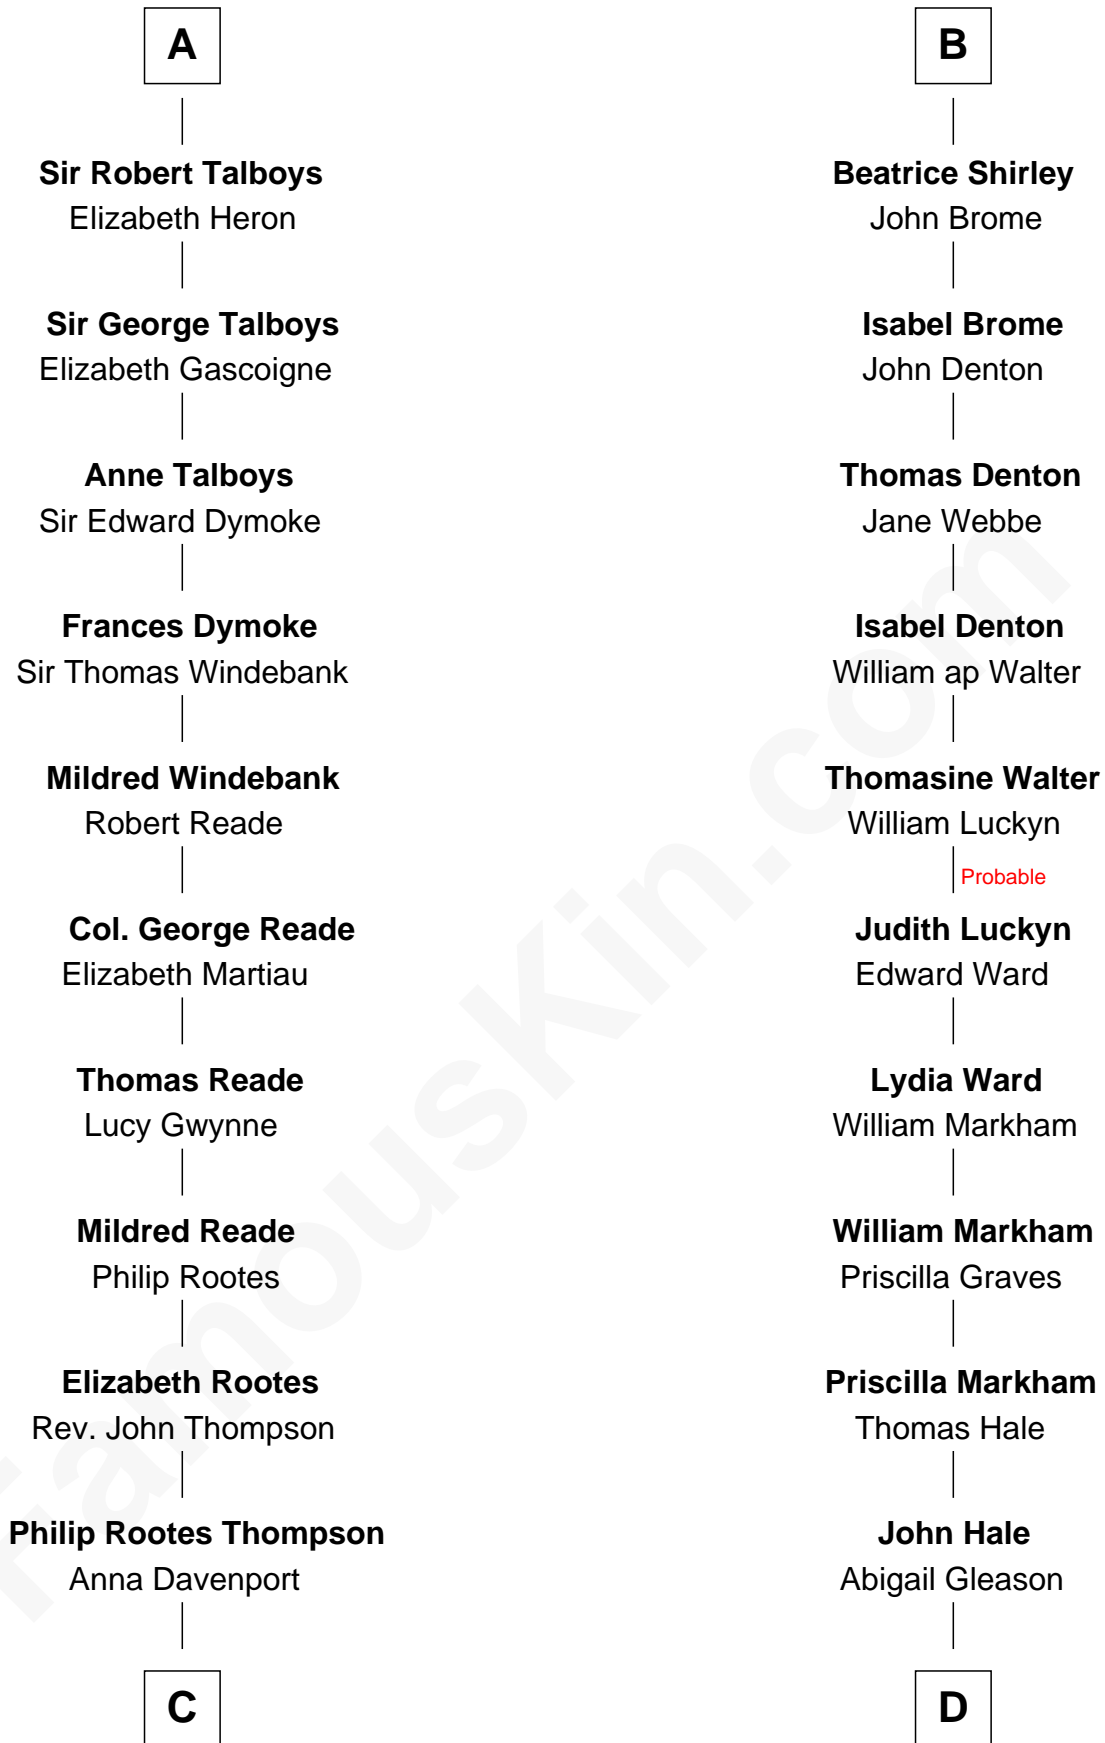 A
Sir Robert Talboys
Elizabeth Heron
Sir George Talboys
Elizabeth Gascoigne
Anne Talboys
Sir Edward Dymoke
Frances Dymoke
Sir Thomas Windebank
Mildred Windebank
Robert Reade
Col. George Reade
Elizabeth Martiau
Thomas Reade
Lucy Gwynne
Mildred Reade
Philip Rootes
Elizabeth Rootes
Rev. John Thompson
Philip Rootes Thompson
Anna Davenport
C
B
Beatrice Shirley
John Brome
Isabel Brome
John Denton
Thomas Denton
Jane Webbe
Isabel Denton
William ap Walter
Thomasine Walter
William Luckyn
Probable
Judith Luckyn
Edward Ward
Lydia Ward
William Markham
William Markham
Priscilla Graves
Priscilla Markham
Thomas Hale
John Hale
Abigail Gleason
D
FamousKin.com